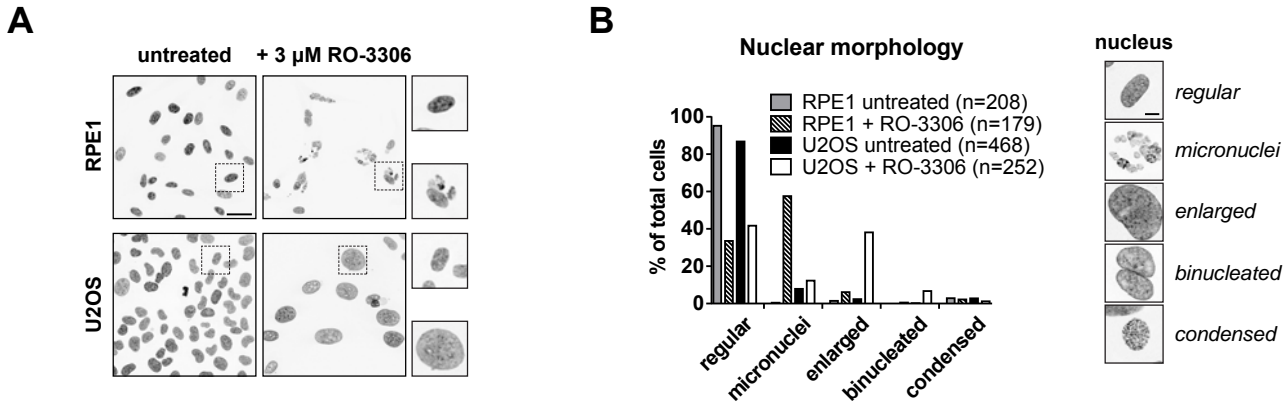 A
untreated + 3 µM RO-3306
RPE1
U2OS
B
Nuclear morphology
% of total cells
100
80
60
40
20
0
RPE1 untreated (n=208)
RPE1 + RO-3306 (n=179)
U2OS untreated (n=468)
U2OS + RO-3306 (n=252)
regular
micronuclei
enlarged
binucleated
condensed
nucleus
regular
micronuclei
enlarged
binucleated
condensed